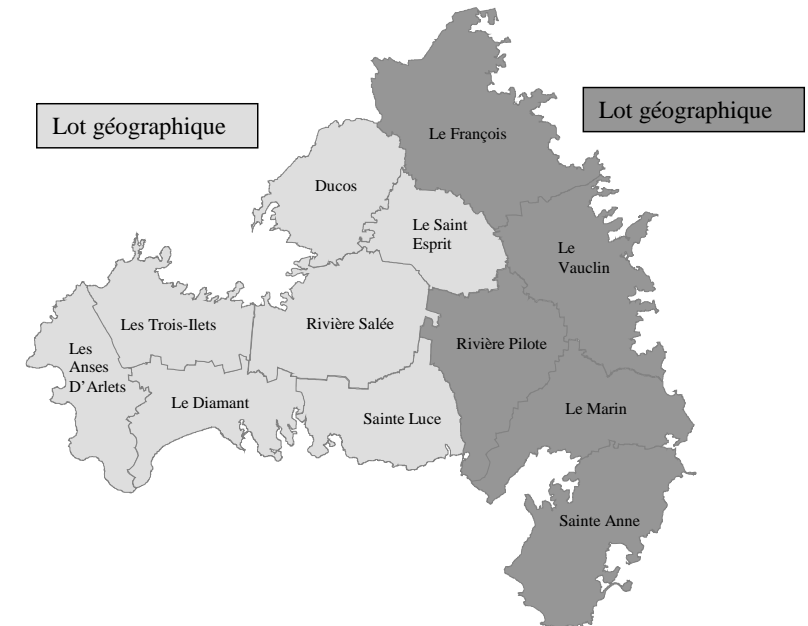 Lot géographique
Lot géographique
Le François
Ducos
Le Saint
Esprit
Le
Vauclin
Les Trois-Ilets
Rivière Salée
Rivière Pilote
Les
Anses
D'Arlets
Le Diamant
Sainte Luce
Le Marin
Sainte Anne